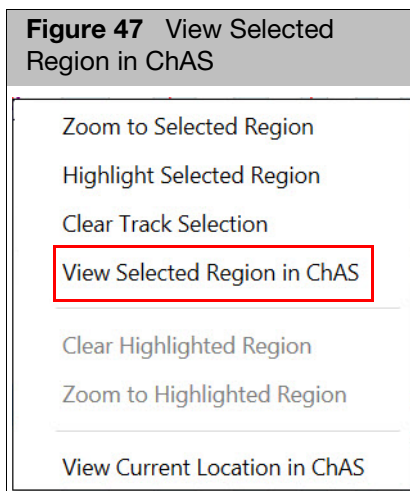 Figure 47 View Selected
Region in ChAS
Zoom to Selected Region
Highlight Selected Region
Clear Track Selection
View Selected Region in ChAS
Clear Highlighted Region
Zoom to Highlighted Region
View Current Location in ChAS